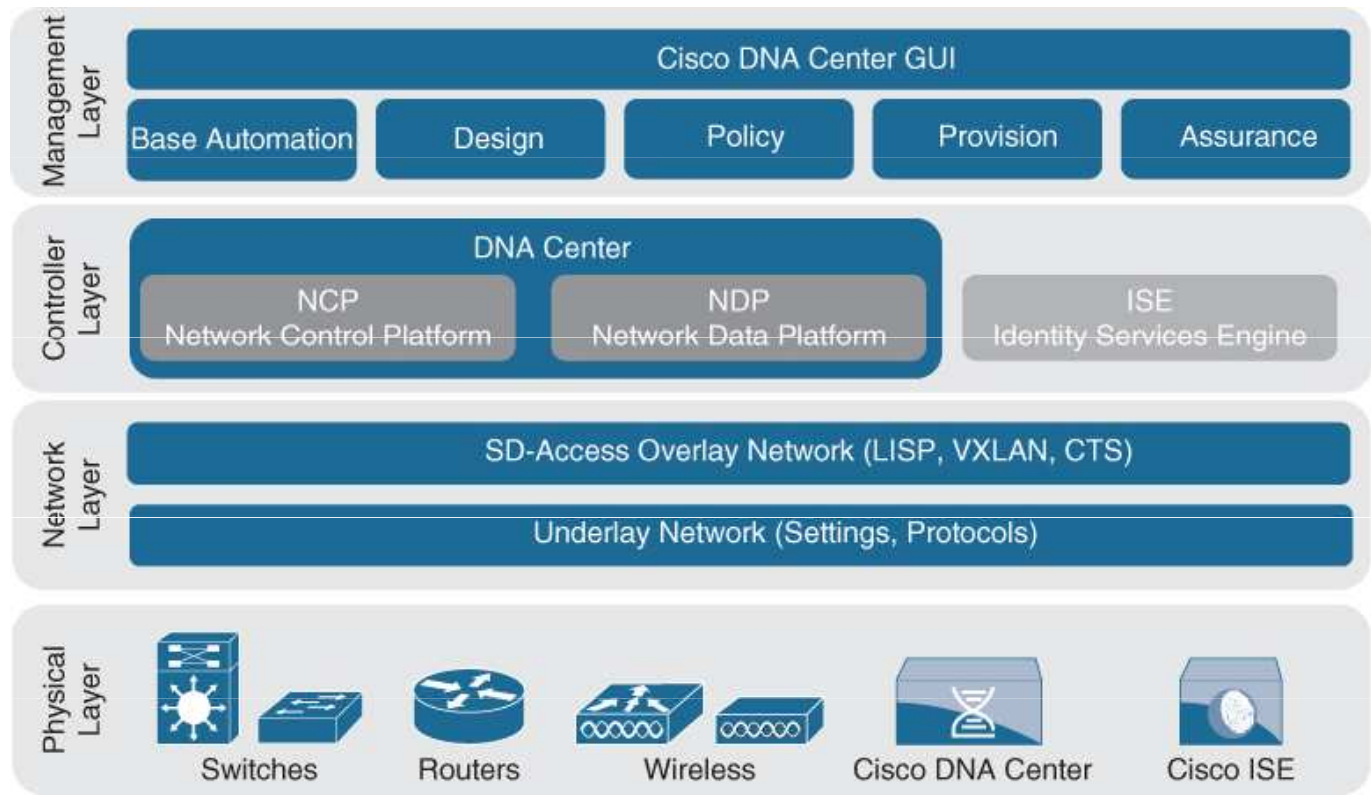 Management
Layer
Cisco DNA Center GUI
Base Automation
Design
Policy
Provision
Assurance
Controller
Layer
DNA Center
NCP
Network Control Platform
NDP
Network Data Platform
ISE
Identity Services Engine
Network
Layer
SD-Access Overlay Network (LISP, VXLAN, CTS)
Underlay Network (Settings, Protocols)
Physical
Layer
Switches
Routers
Wireless
Cisco DNA Center
Cisco ISE